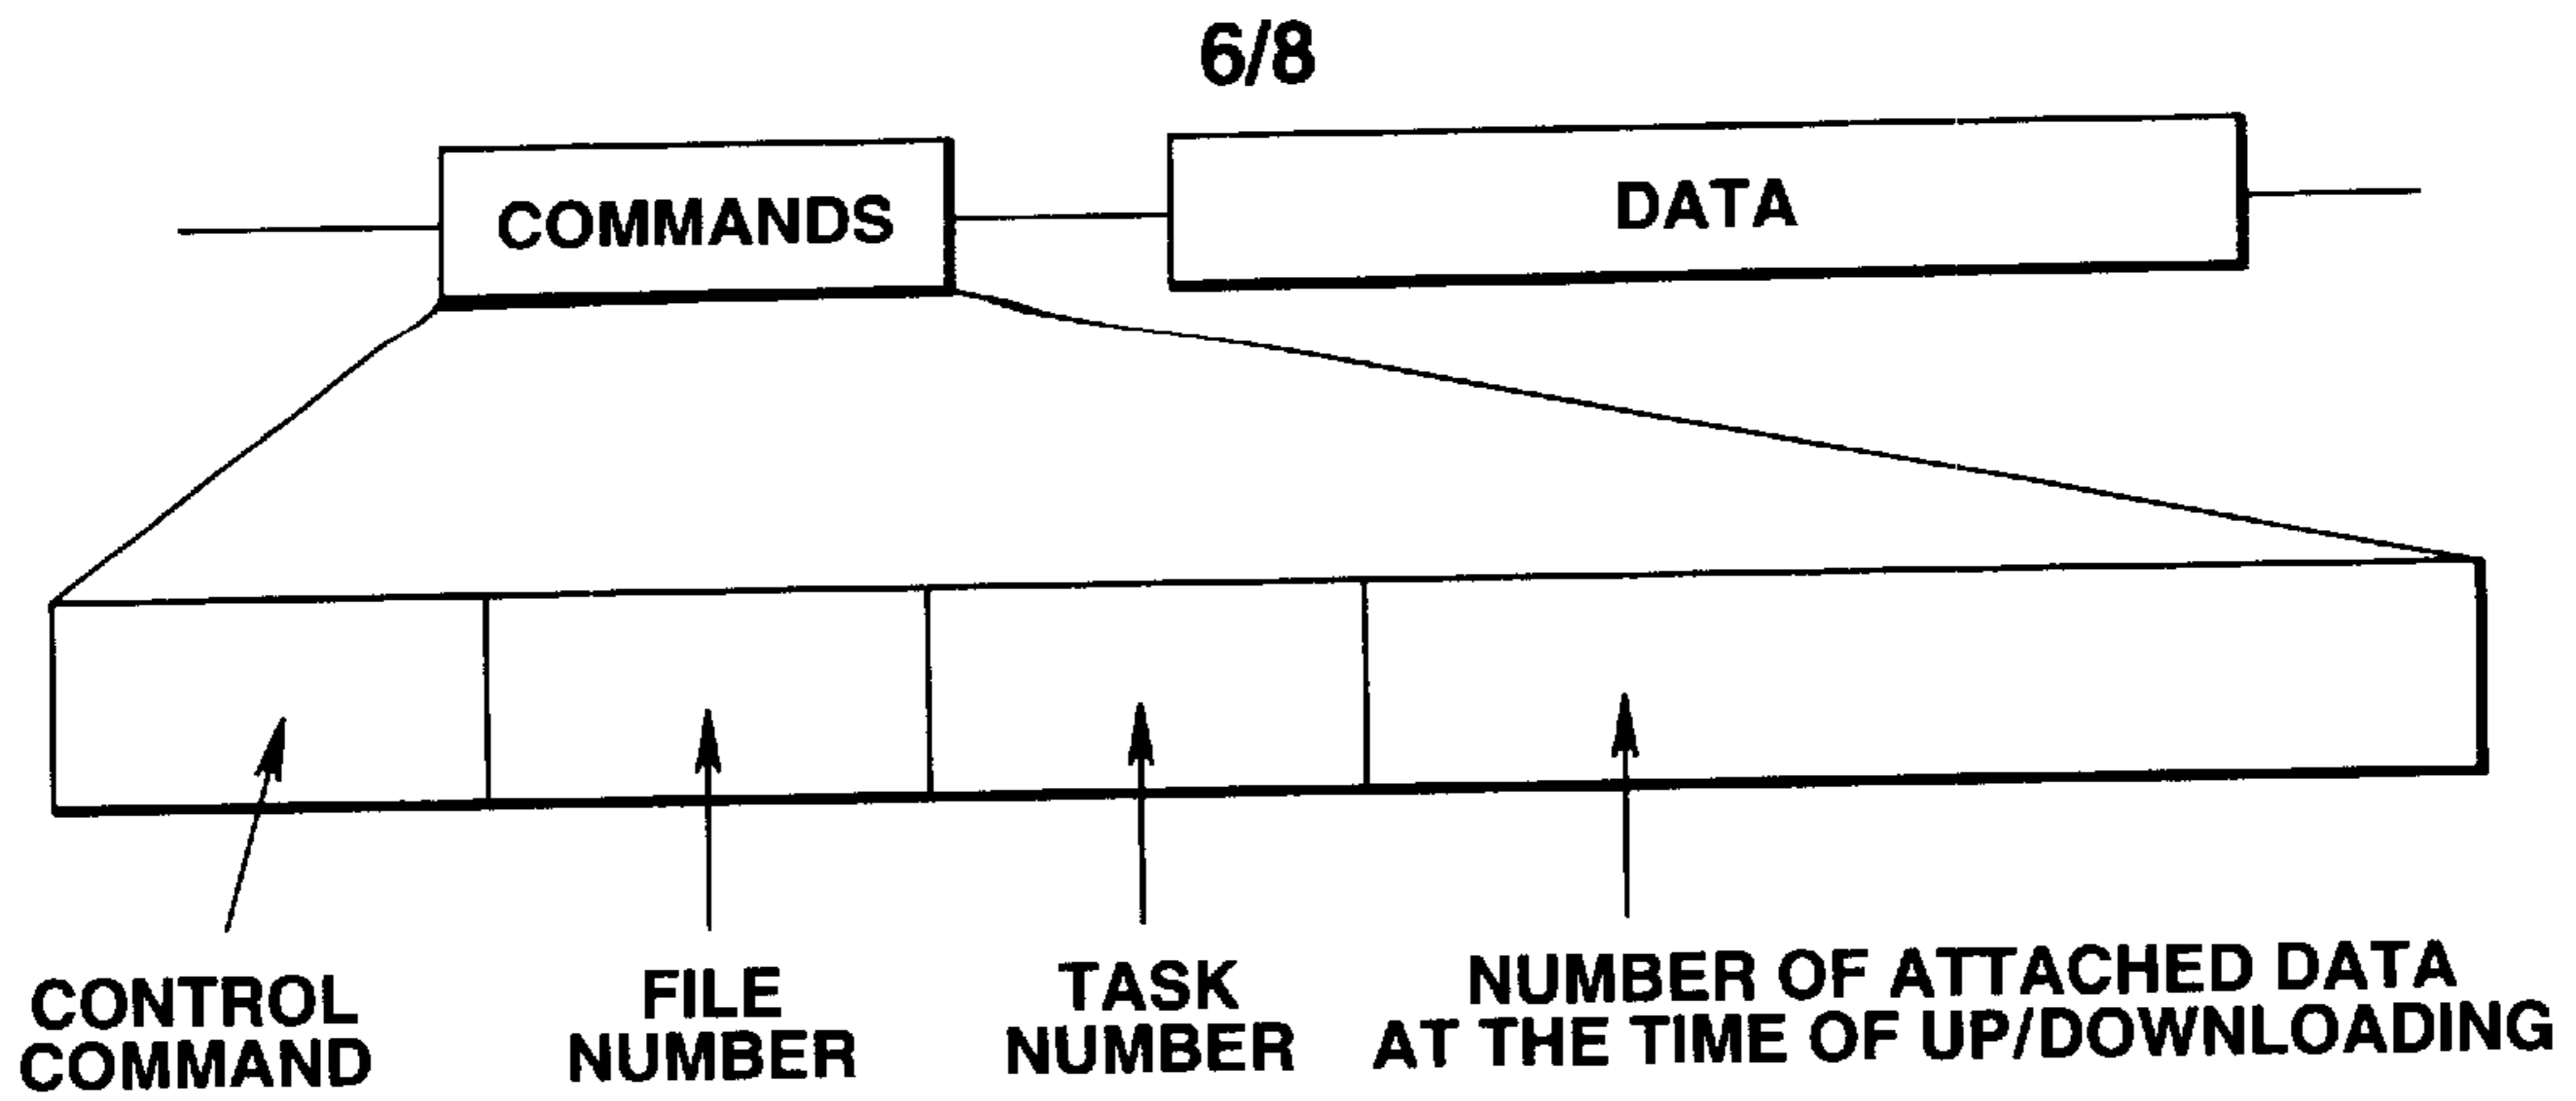 6/8
COMMANDS
DATA
CONTROL
COMMAND
FILE
NUMBER
TASK
NUMBER
NUMBER OF ATTACHED DATA
AT THE TIME OF UP/DOWNLOADING